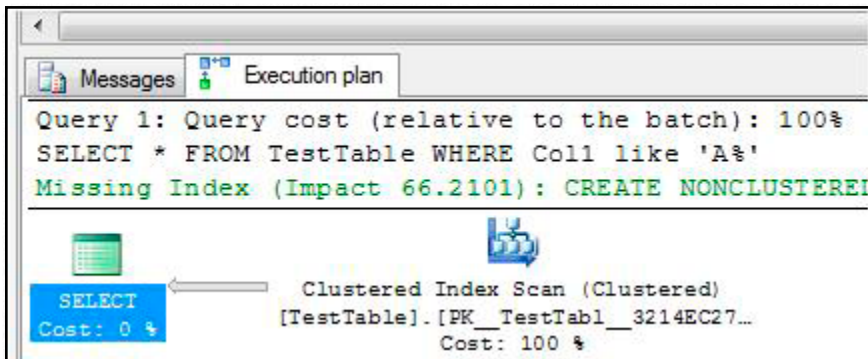 Messages
Execution plan
Query 1: Query cost (relative to the batch): 100%
SELECT * FROM TestTable WHERE Col1 like 'A%'
Missing Index (Impact 66.2101): CREATE NONCLUSTERED
SELECT
Cost: 0 %
Clustered Index Scan (Clustered)
[TestTable].[PK__TestTabl__3214EC27…
Cost: 100 %